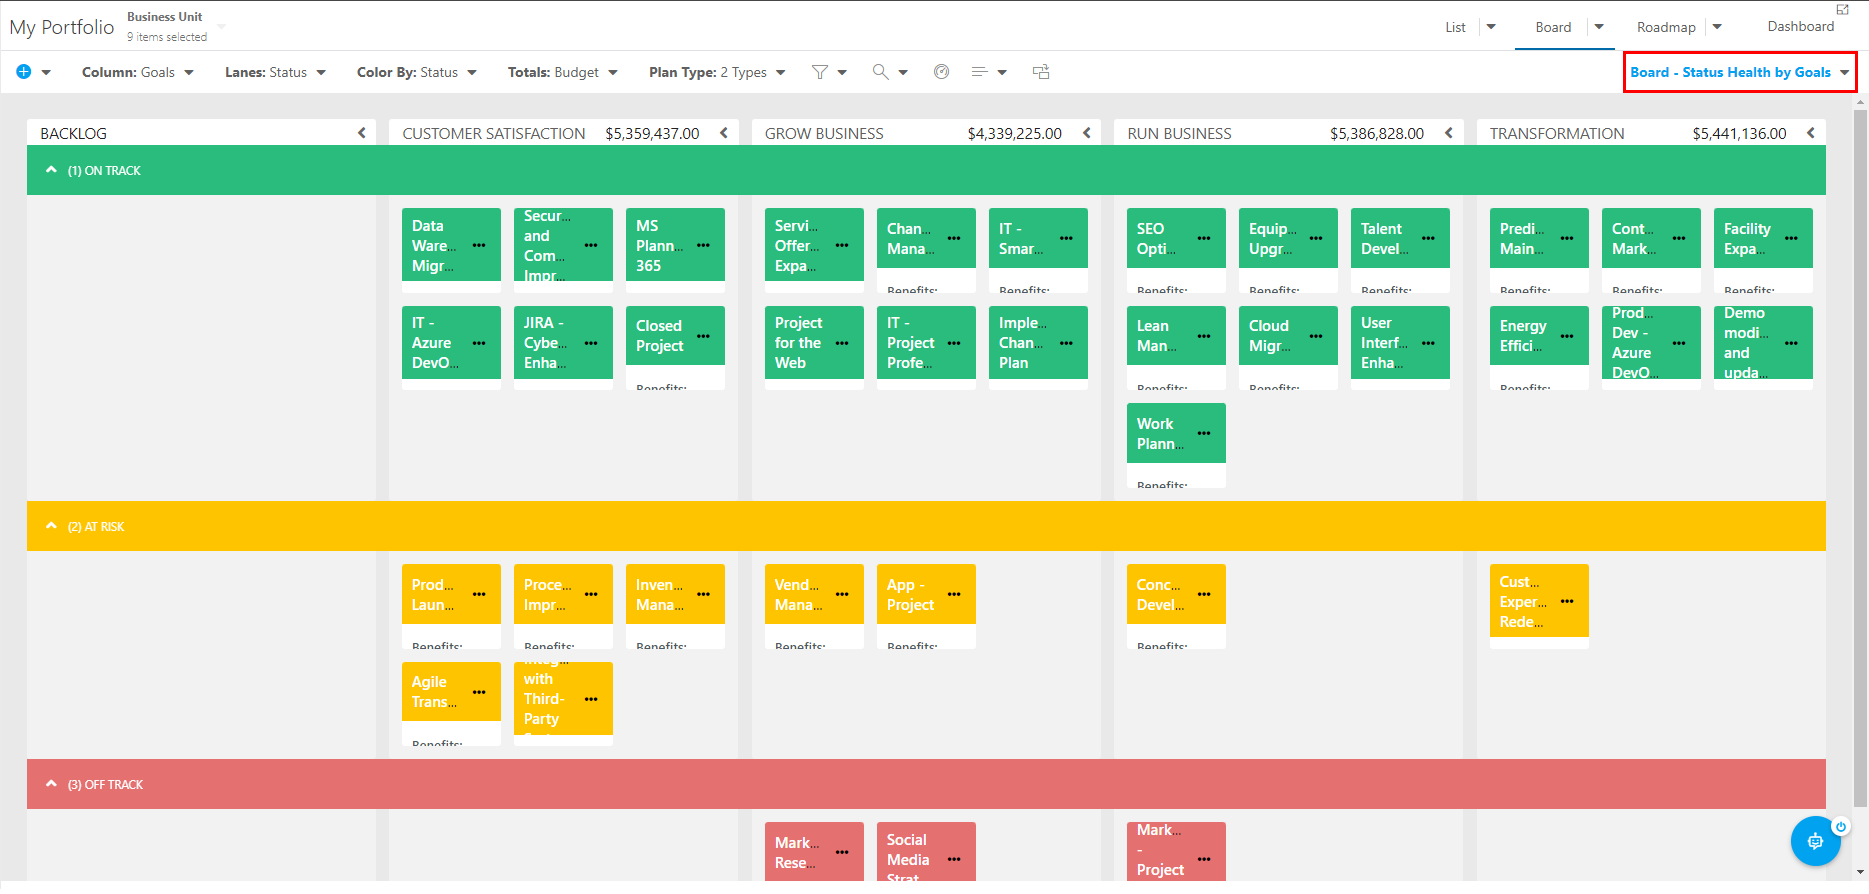 My Portfolio
Business Unit
9 items selected
List
Board
Roadmap
Dashboard
Column: Goals
Lanes: Status
Color By: Status
Totals: Budget
Plan Type: 2 Types
Board - Status Health by Goals
BACKLOG
CUSTOMER SATISFACTION $5,359,437.00
GROW BUSINESS $4,339,225.00
RUN BUSINESS $5,386,828.00
TRANSFORMATION $5,441,136.00
(1) ON TRACK
Data
Ware...
Migr...
Secur...
and
Com...
Impr...
MS
Plann...
365
Servi...
Offer...
Expa...
Chan...
Mana...
Benefits:
IT -
Smar...
Benefits:
SEO
Opti...
Benefits:
Equip...
Upgr...
Benefits:
Talent
Devel...
Benefits:
Predi...
Main...
Benefits:
Cont...
Mark...
Benefits:
Facility
Expa...
Benefits:
IT -
Azure
DevO...
JIRA -
Cybe...
Enha...
Closed
Project
Benefits:
Project
for the
Web
IT -
Project
Profe...
Imple...
Chan...
Plan
Lean
Man...
Benefits:
Cloud
Migr...
Benefits:
User
Interf...
Enha...
Energy
Effici...
Benefits:
Prod...
Dev -
Azure
DevO...
Demo
modi...
and
upda...
Work
Plann...
Benefits:
(2) AT RISK
Prod...
Laun...
Benefits:
Proce...
Impr...
Benefits:
Inven...
Mana...
Benefits:
Vend...
Mana...
Benefits:
App -
Project
Benefits:
Conc...
Devel...
Benefits:
Cust...
Exper...
Rede...
Agile
Trans...
Benefits:
Integ...
with
Third-
Party
(3) OFF TRACK
Mark...
Rese...
Social
Media
Strat
Mark...
-
Project